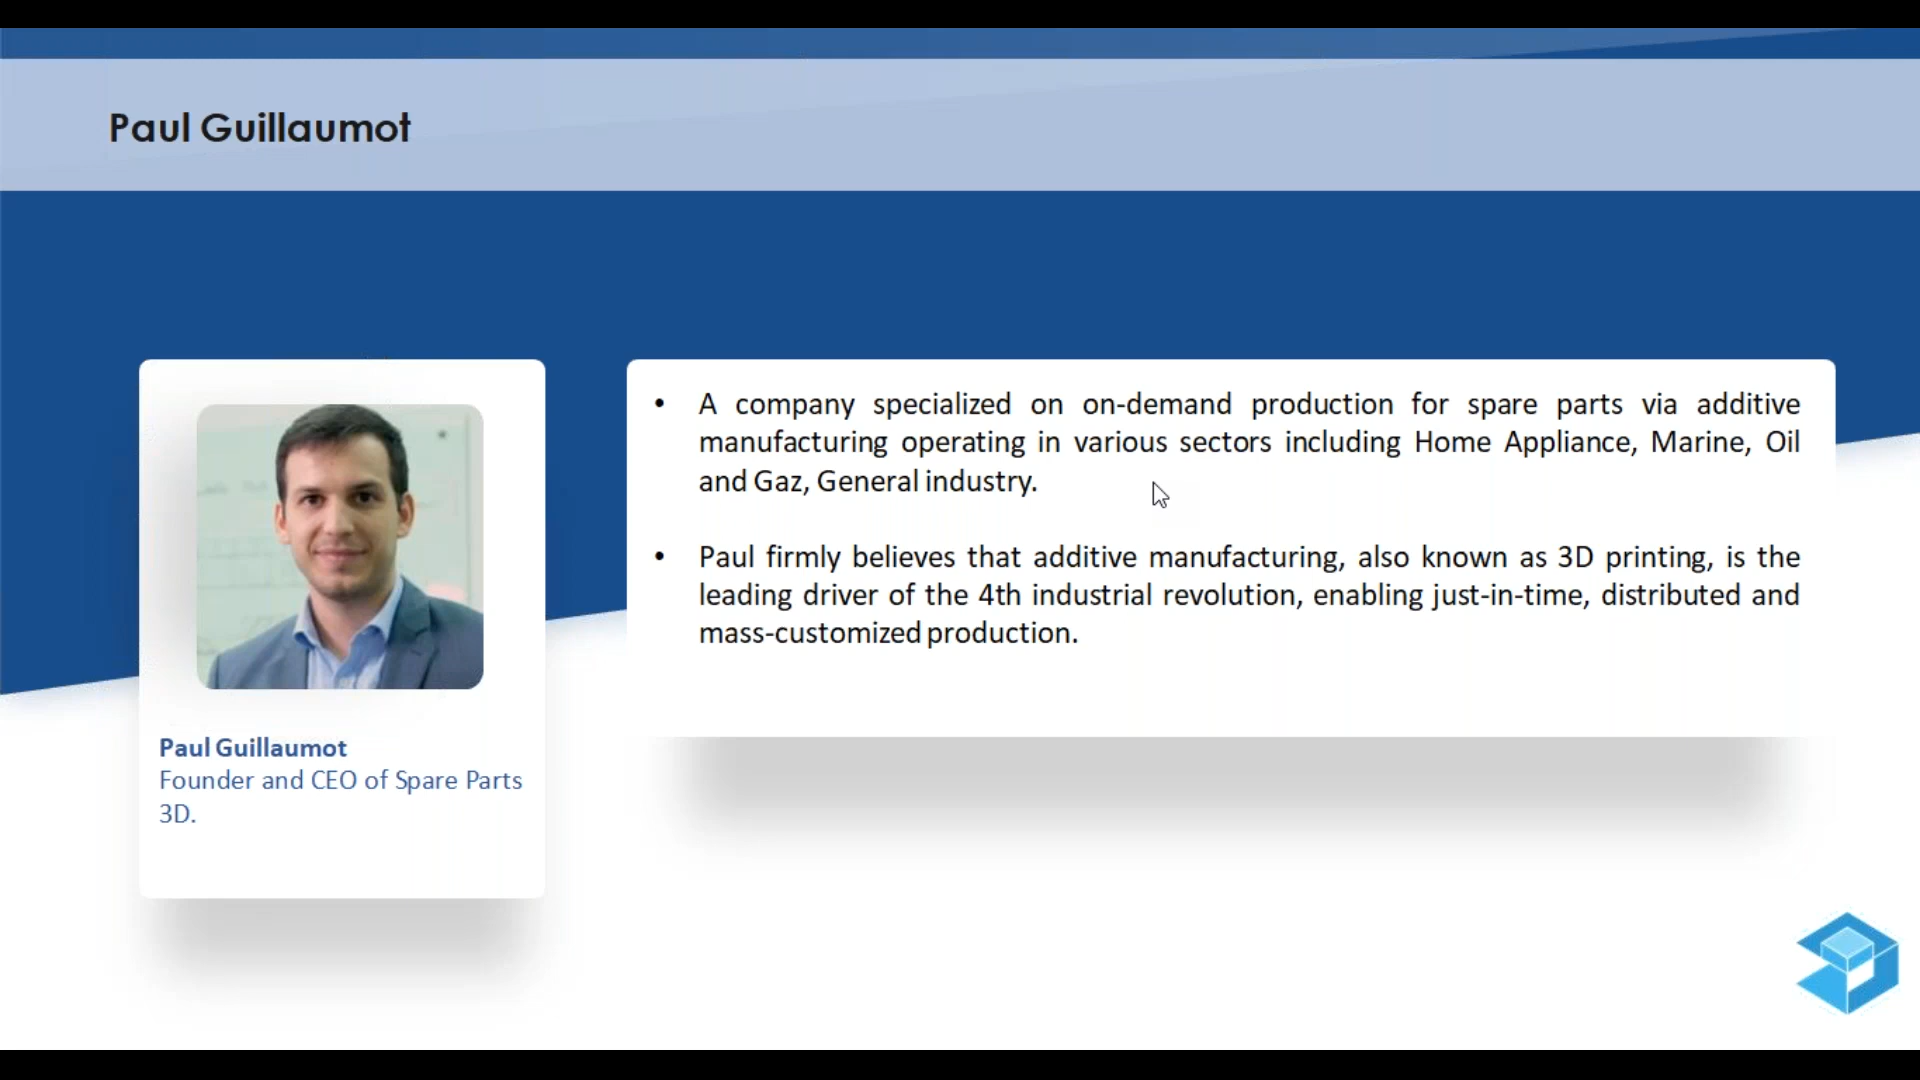 Paul Guillaumot
• A company specialized on on-demand production for spare parts via additive
manufacturing operating in various sectors including Home Appliance, Marine, Oil
and Gaz, General industry.
• Paul firmly believes that additive manufacturing, also known as 3D printing, is the
leading driver of the 4th industrial revolution, enabling just-in-time, distributed and
mass-customized production.
Paul Guillaumot
Founder and CEO of Spare Parts
3D.